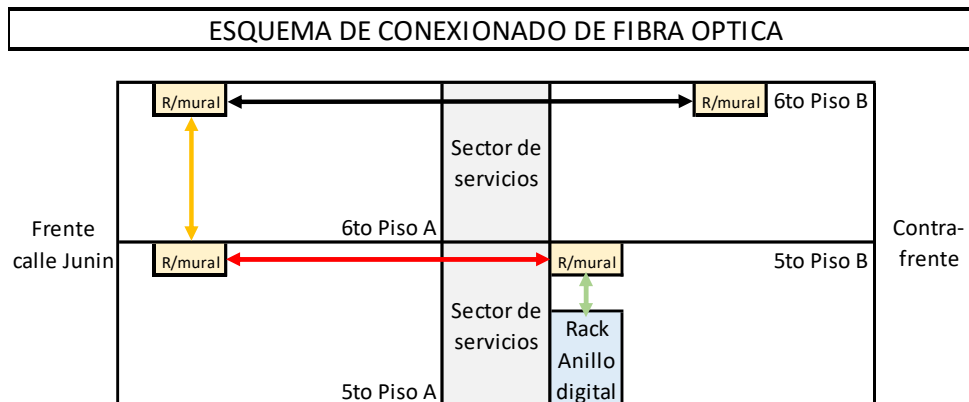 ESQUEMA DE CONEXIONADO DE FIBRA OPTICA
R/mural
R/mural
6to Piso B
Sector de
servicios
6to Piso A
Frente
calle Junin
Contra-
frente
R/mural
R/mural
5to Piso B
Sector de
servicios
Rack
Anillo
digital
5to Piso A